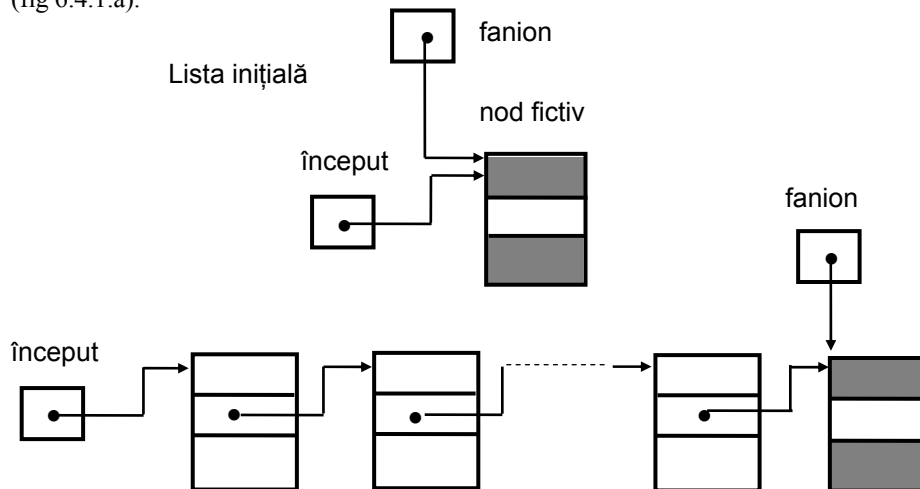 (fig 6.4.1.a).
fanion
Lista inițială
nod fictiv
început
fanion
început